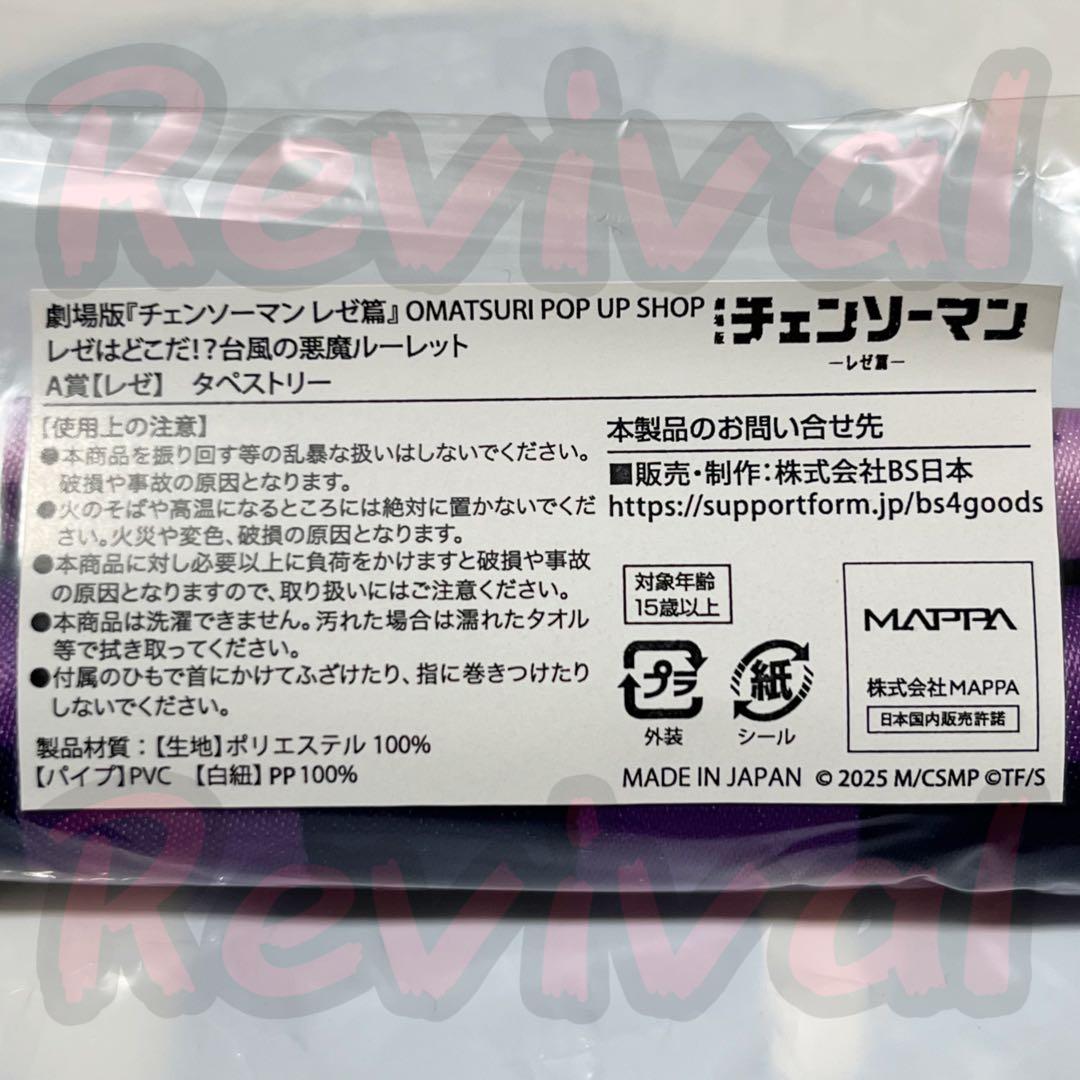 Revival
劇場版『チェンソーマン レゼ篇』OMATSURI POP UP SHOP
レゼはどこだ!?台風の悪魔ルーレット
A賞【レゼ】 タペストリー
劇場版 チェンソーマン
―レゼ篇―
【使用上の注意】
●本商品を振り回す等の乱暴な扱いはしないでください。
破損や事故の原因となります。
●火のそばや高温になるところには絶対に置かないでくだ
さい。火災や変色、破損の原因となります。
●本商品に対し必要以上に負荷をかけますと破損や事故
の原因となりますので、取り扱いにはご注意ください。
●本商品は洗濯できません。汚れた場合は濡れたタオル
等で拭き取ってください。
●付属のひもで首にかけてふざけたり、指に巻きつけたり
しないでください。
製品材質：【生地】ポリエステル 100%
【パイプ】PVC 【白紐】PP100%
本製品のお問い合せ先
■販売・制作：株式会社BS日本
https://supportform.jp/bs4goods
対象年齢
15歳以上
プラ
外装
紙
シール
MAPPA
株式会社MAPPA
日本国内販売許諾
MADE IN JAPAN © 2025 M/CSMP ©TF/S
Revival